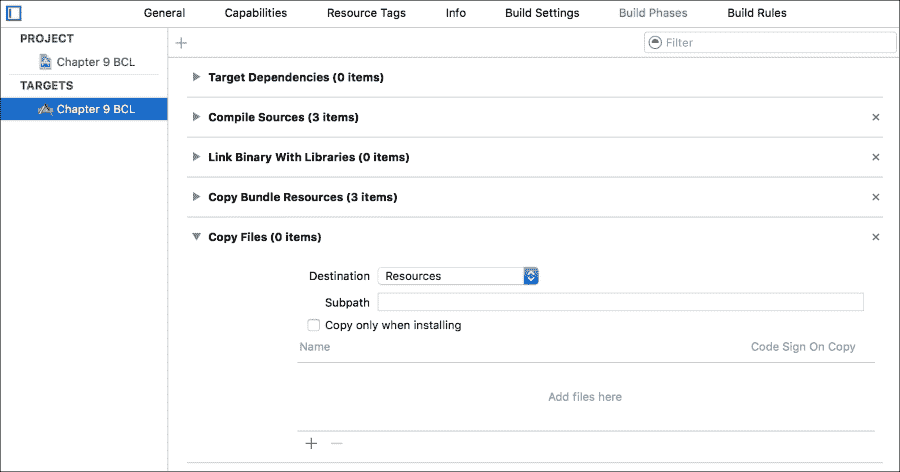 General Capabilities Resource Tags Info Build Settings Build Phases Build Rules
PROJECT
Filter
Chapter 9 BCL
TARGETS
Chapter 9 BCL
Target Dependencies (0 items)
Compile Sources (3 items)
Link Binary With Libraries (0 items)
Copy Bundle Resources (3 items)
Copy Files (0 items)
Destination Resources
Subpath
Copy only when installing
Name Code Sign On Copy
Add files here